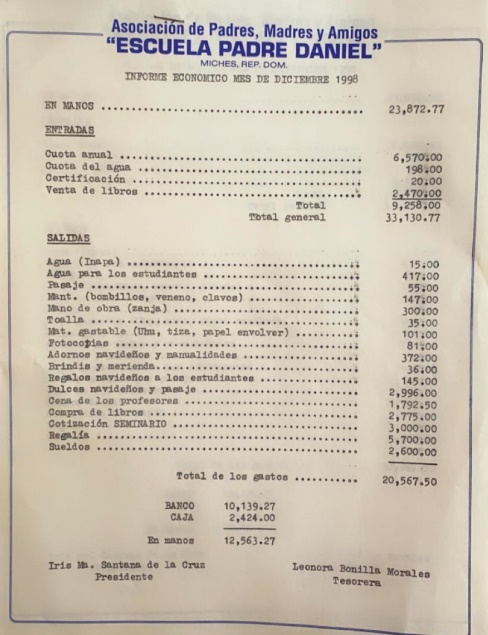 Asociación de Padres, Madres y Amigos
"ESCUELA PADRE DANIEL"
MICHES, REP. DOM.
INFORME ECONOMICO MES DE DICIEMBRE 1998
EN MANOS ........................................ 23,872.77
ENTRADAS
Cuota anual ..................................... 6,570.00
Cuota del agua .................................. 198.00
Certificación ................................... 20.00
Venta de libros ................................. 2,470.00
Total 9,258.00
Total general 33,130.77
SALIDAS
Agua (Inapa) .................................... 15.00
Agua para los estudiantes ....................... 417.00
Pasaje .......................................... 55.00
Mant. (bombillos, veneno, clavos) ............... 147.00
Mano de obra (zanja) ............................ 300.00
Toalla .......................................... 35.00
Mat. gastable (Uhu, tiza, papel envolver) ....... 101.00
Fotocopias ...................................... 81.00
Adornos navideños y manualidades ................ 372.00
Brindis y merienda............................... 36.00
Regalos navideños a los estudiantes ............. 145.00
Dulces navideños y pasaje ....................... 2,996.00
Cena de los profesores .......................... 1,792.50
Compra de libros ................................ 2,775.00
Cotización SEMINARIO ............................ 3,000.00
Regalía ......................................... 5,700.00
Sueldos ......................................... 2,600.00
Total de los gastos ........... 20,567.50
BANCO 10,139.27
CAJA 2,424.00
En manos 12,563.27
Iris Ma. Santana de la Cruz Leonora Bonilla Morales
Presidente Tesorera